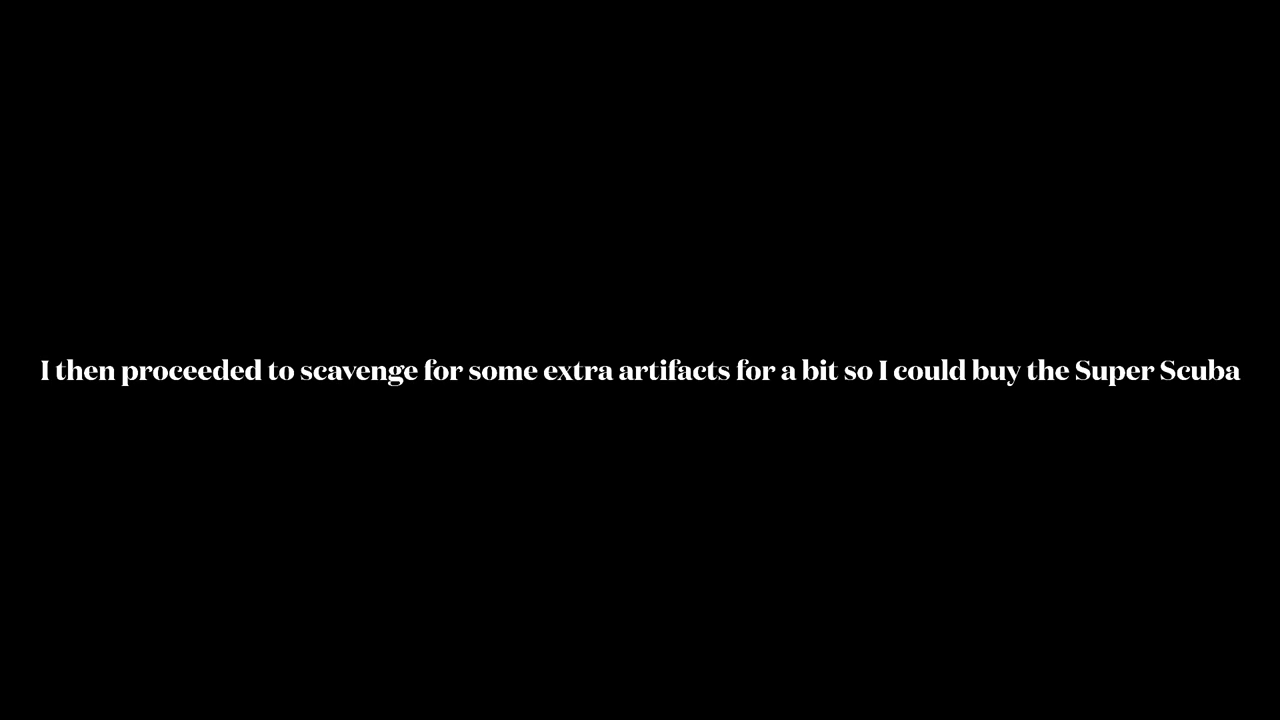 I then proceeded to scavenge for some extra artifacts for a bit so I could buy the Super Scuba